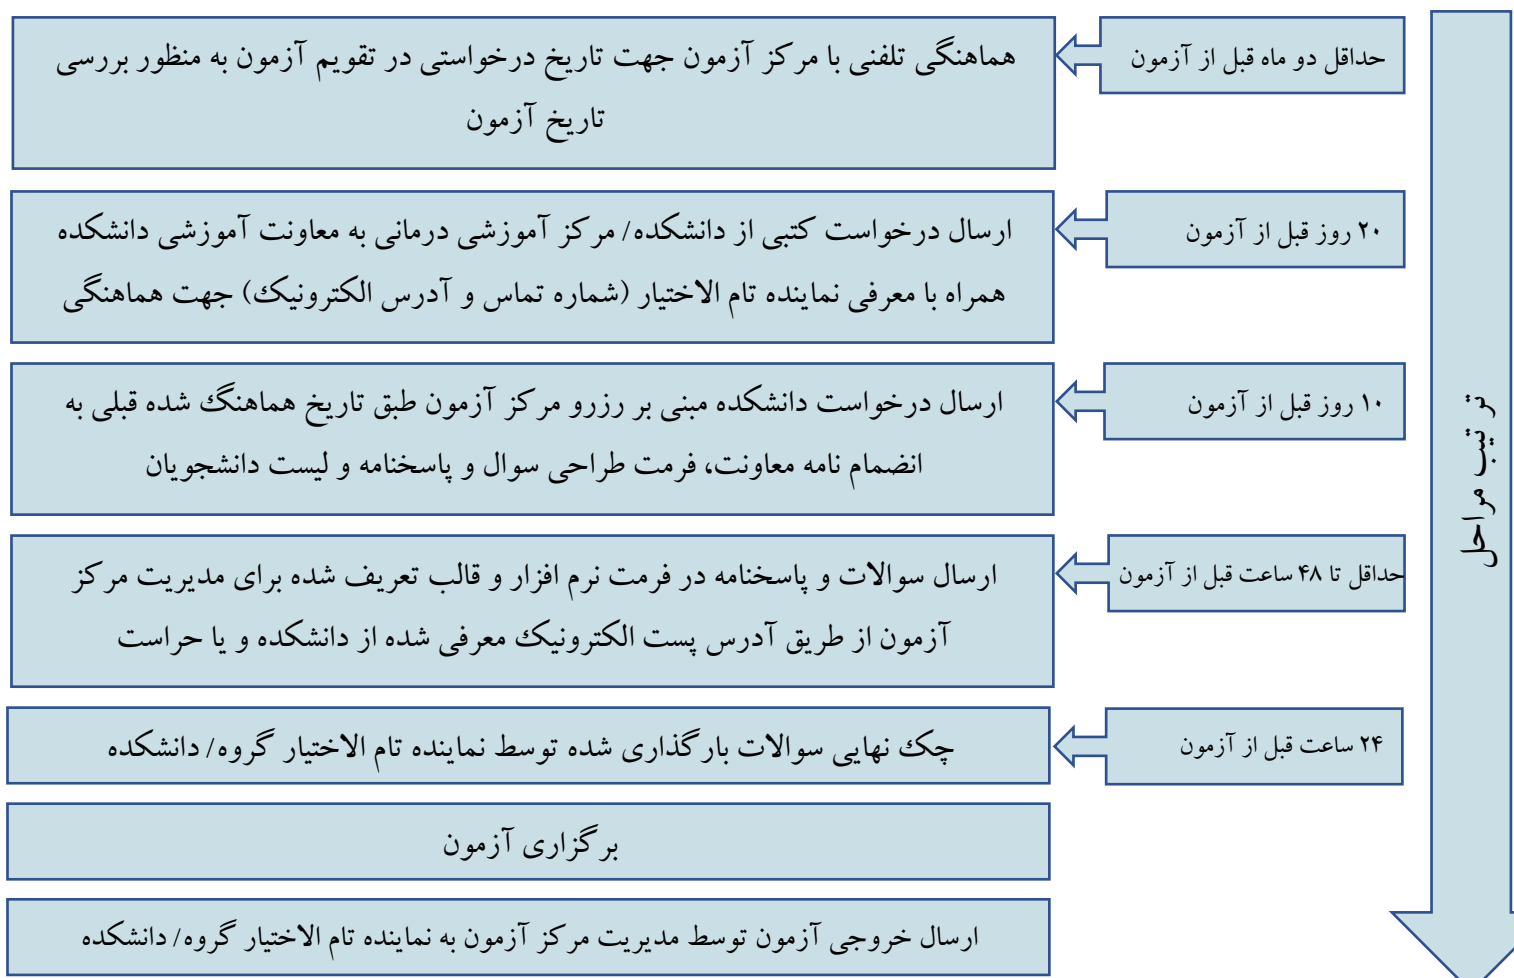 حداقل دو ماه قبل از آزمون
هماهنگی تلفنی با مرکز آزمون جهت تاریخ درخواستی در تقویم آزمون به منظور بررسی
تاریخ آزمون
۲۰ روز قبل از آزمون
ارسال درخواست کتبی از دانشکده/ مرکز آموزشی درمانی به معاونت آموزشی دانشکده
همراه با معرفی نماینده تام الاختیار (شماره تماس و آدرس الکترونیک) جهت هماهنگی
۱۰ روز قبل از آزمون
ارسال درخواست دانشکده مبنی بر رزرو مرکز آزمون طبق تاریخ هماهنگ شده قبلی به
انضمام نامه معاونت، فرمت طراحی سوال و پاسخنامه و لیست دانشجویان
حداقل تا ۴۸ ساعت قبل از آزمون
ارسال سوالات و پاسخنامه در فرمت نرم افزار و قالب تعریف شده برای مدیریت مرکز
آزمون از طریق آدرس پست الکترونیک معرفی شده از دانشکده و یا حراست
۲۴ ساعت قبل از آزمون
چک نهایی سوالات بارگذاری شده توسط نماینده تام الاختیار گروه/ دانشکده
برگزاری آزمون
ارسال خروجی آزمون توسط مدیریت مرکز آزمون به نماینده تام الاختیار گروه/ دانشکده
ترتیب مراحل